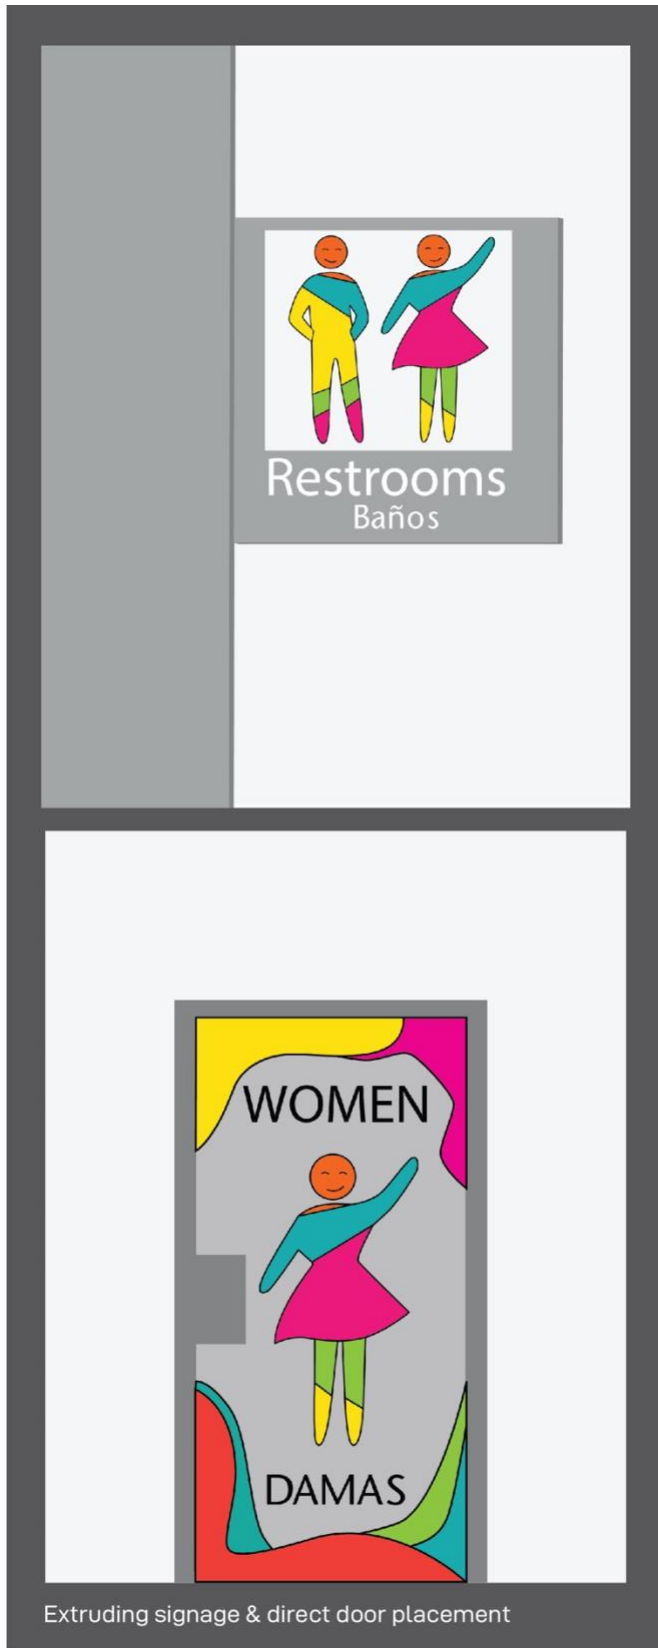 Restrooms
Baños
WOMEN
DAMAS
Extruding signage & direct door placement